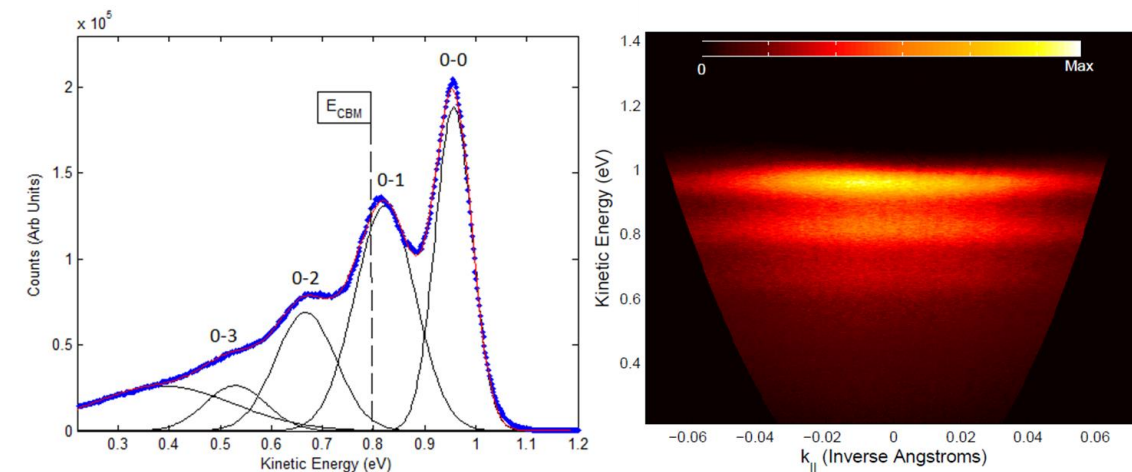 x 10⁵
0-0
2
E_CBM
1.5
0-1
1
0-2
0.5
0-3
0
0.3 0.4 0.5 0.6 0.7 0.8 0.9 1 1.1 1.2
Kinetic Energy (eV)
Counts (Arb Units)
1.4
0 Max
1.2
1
0.8
0.6
0.4
−0.06 −0.04 −0.02 0 0.02 0.04 0.06
k_|| (Inverse Angstroms)
Kinetic Energy (eV)